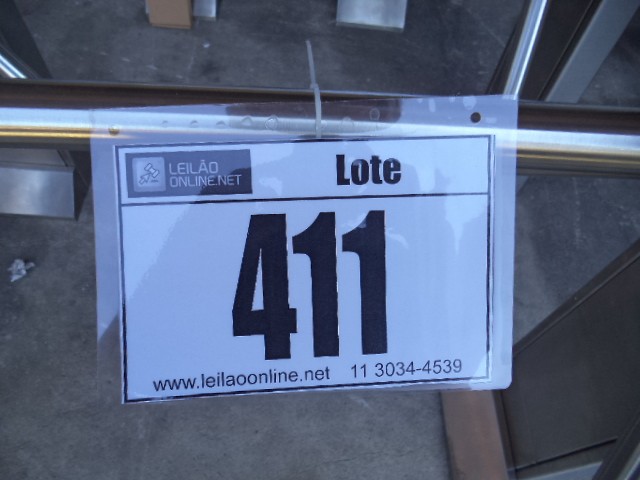 LEILÃO
ONLINE.NET
Lote
411
www.leilaoonline.net 11 3034-4539